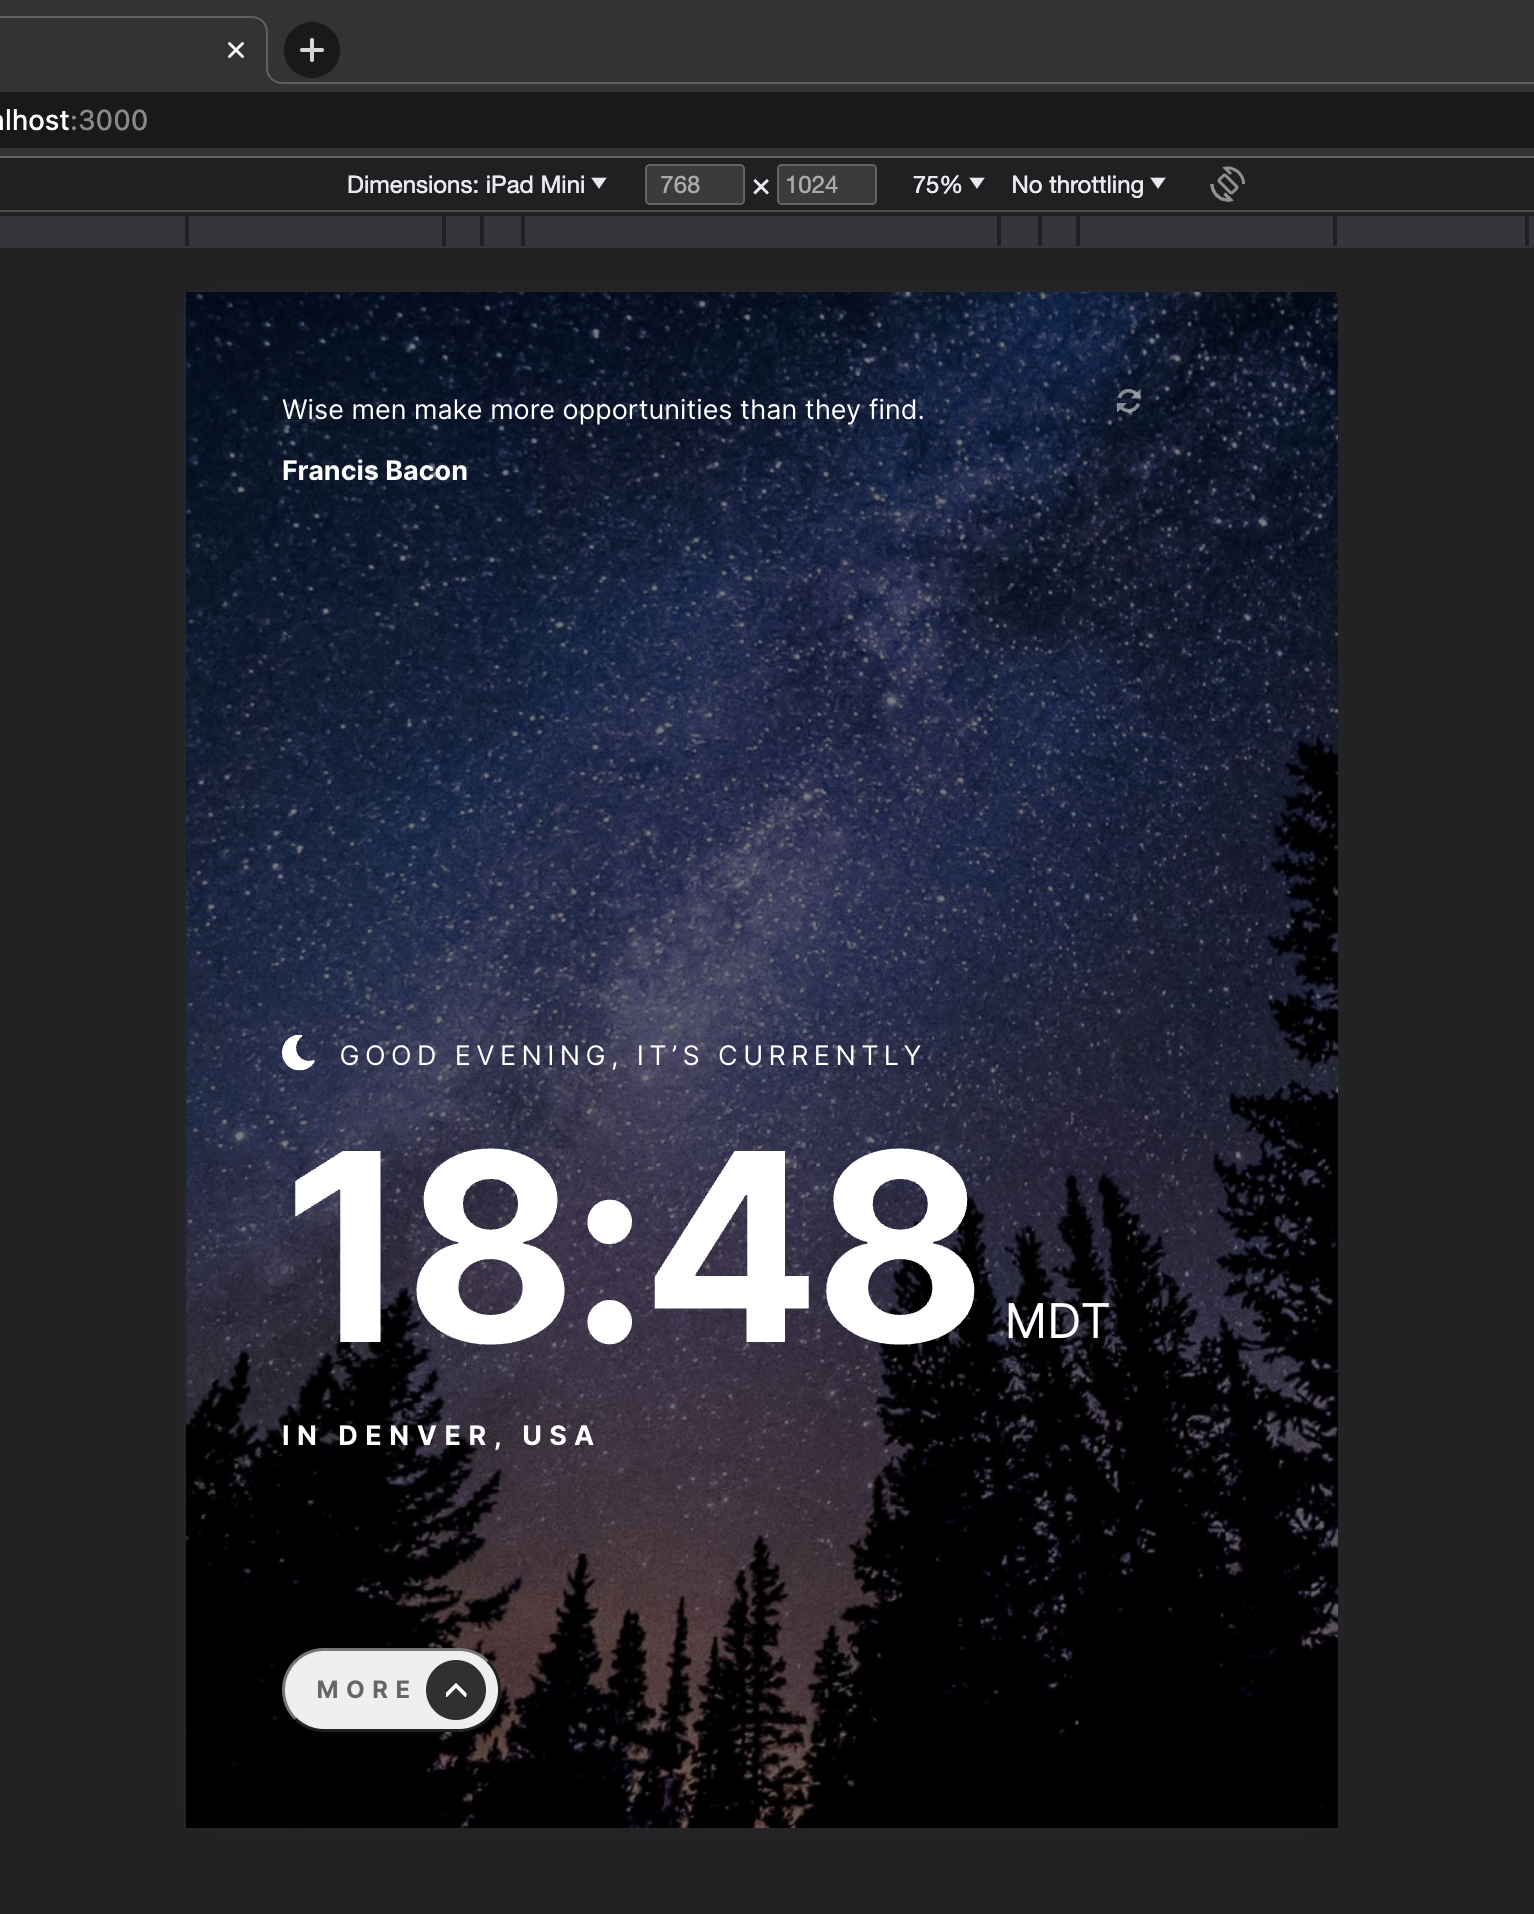 alhost:3000
Dimensions: iPad Mini 768 × 1024 75% No throttling
Wise men make more opportunities than they find.
Francis Bacon
GOOD EVENING, IT’S CURRENTLY
18:48 MDT
IN DENVER, USA
MORE